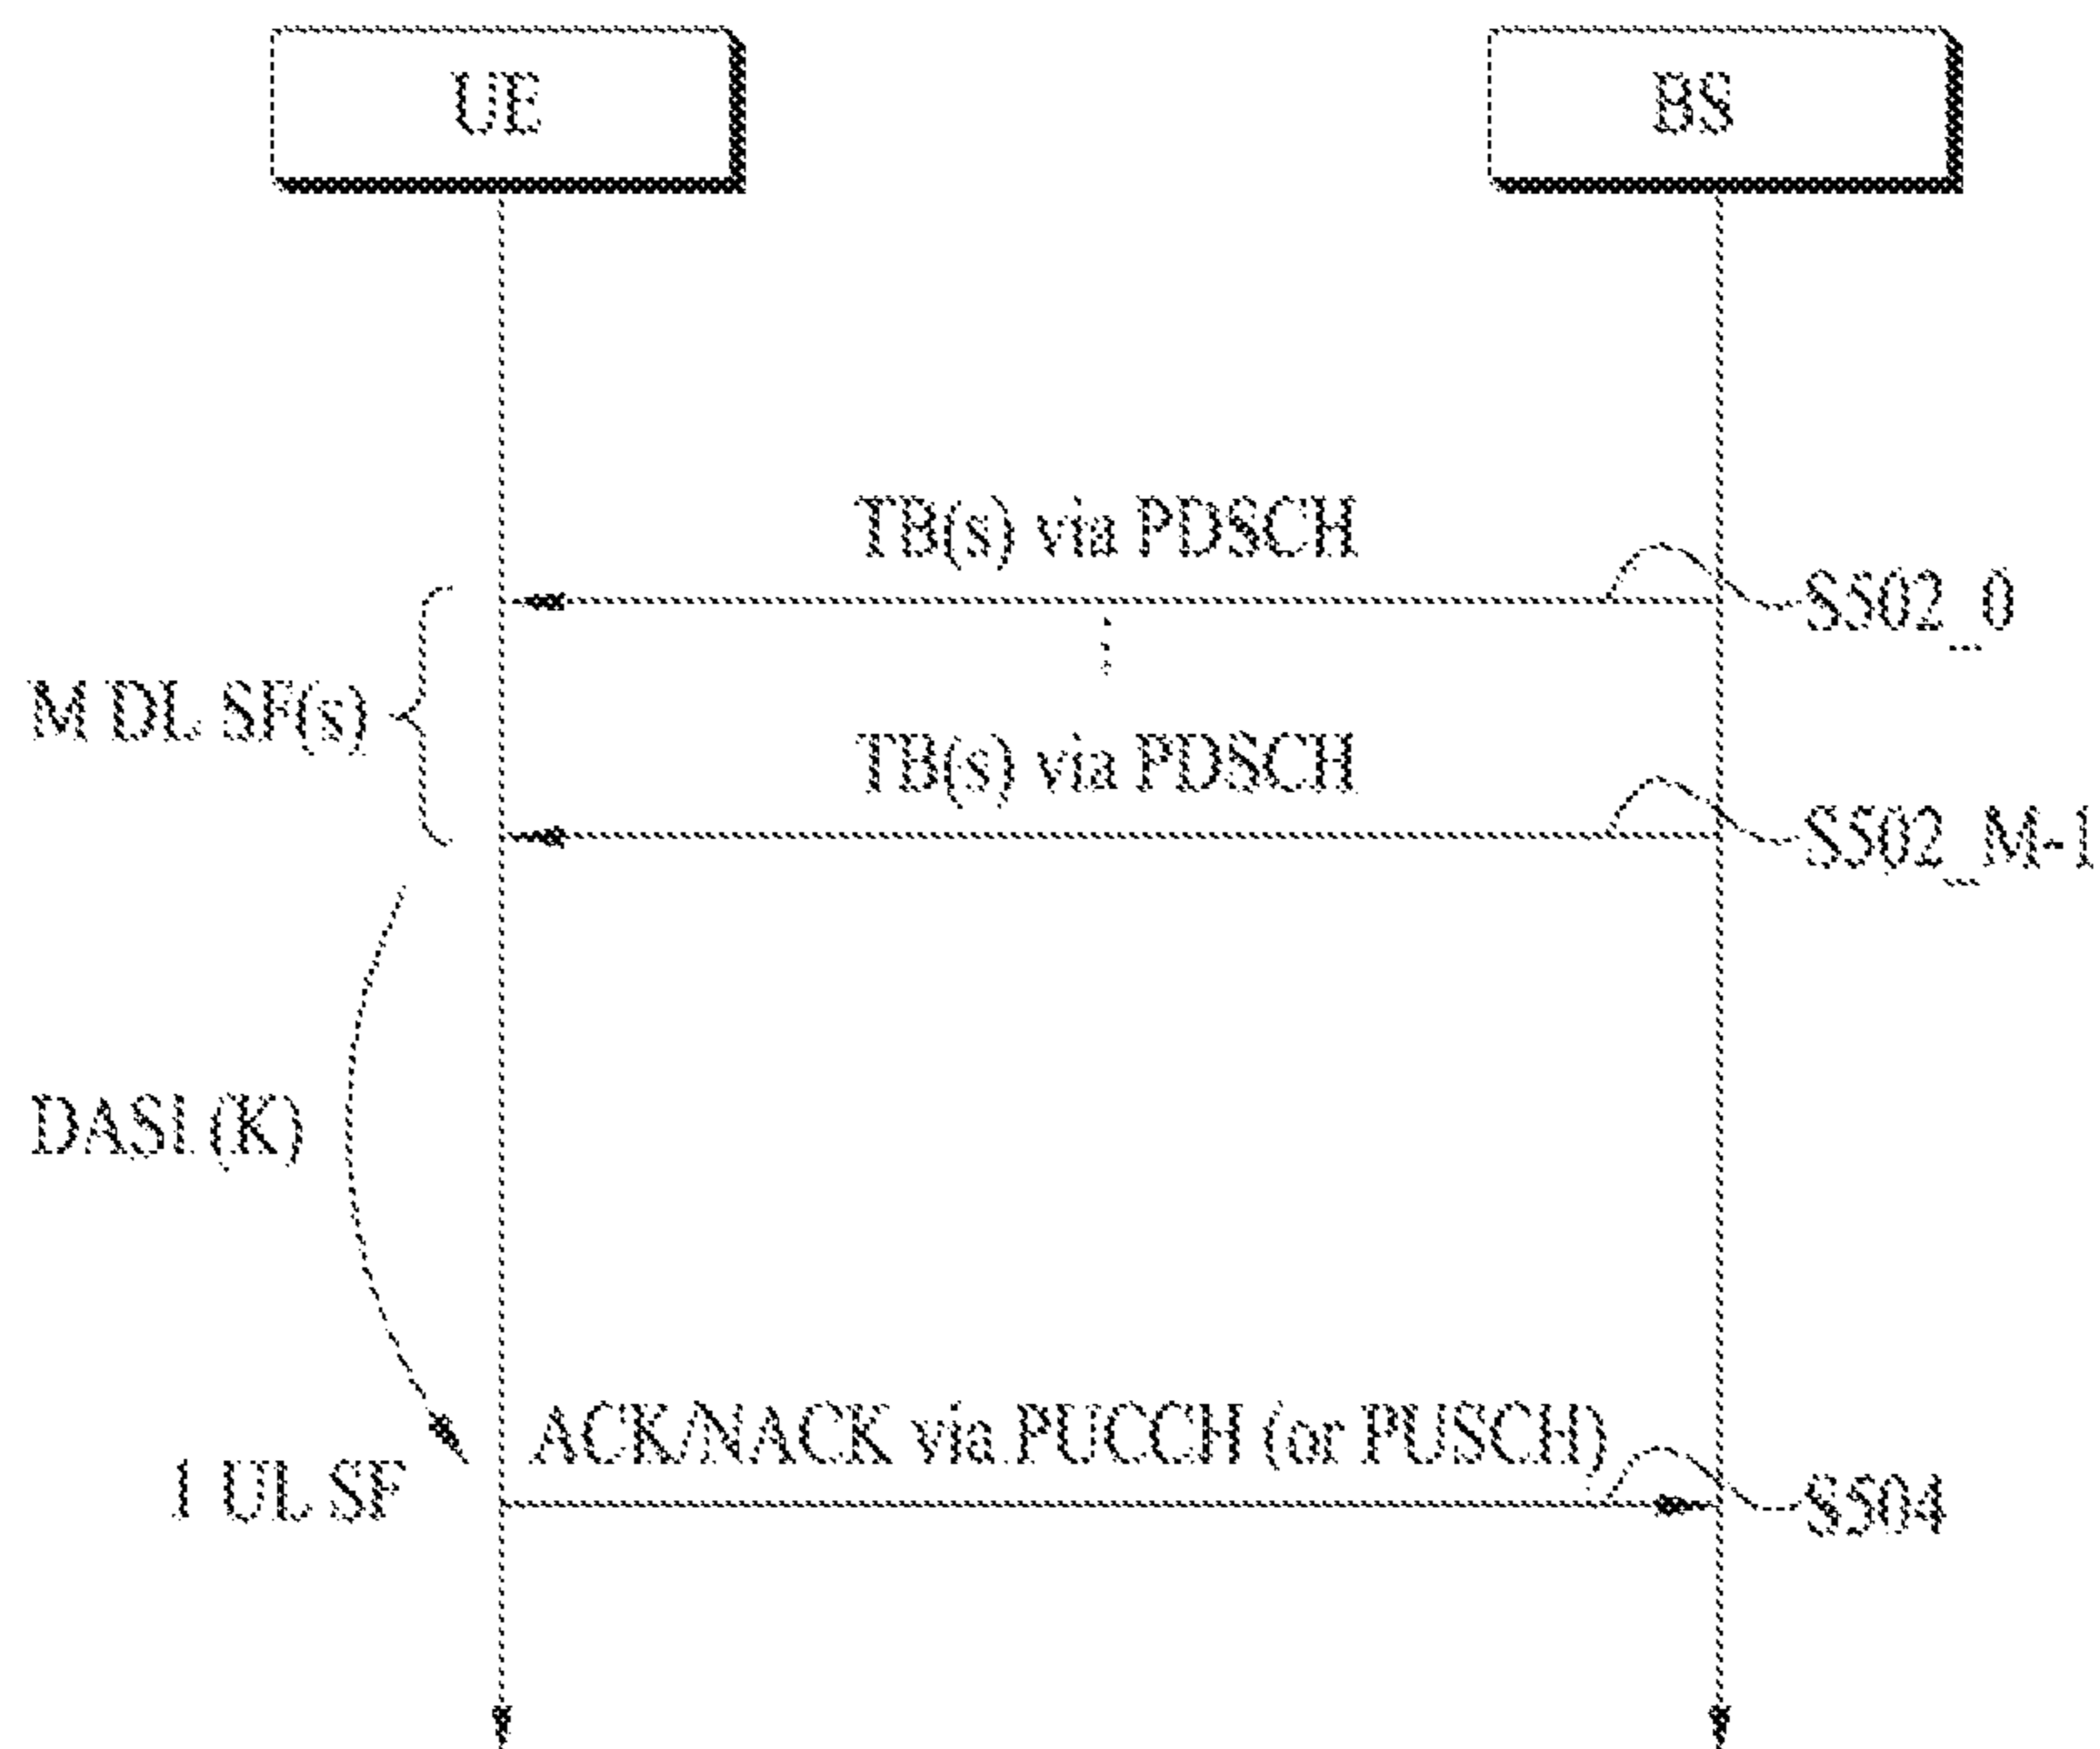 UE
BS
TB(s) via PDSCH
S502_0
M DL SF(s)
TB(s) via PDSCH
S502_M-1
DASI (K)
ACK/NACK via PUCCH (or PUSCH)
1 UL SF
S504